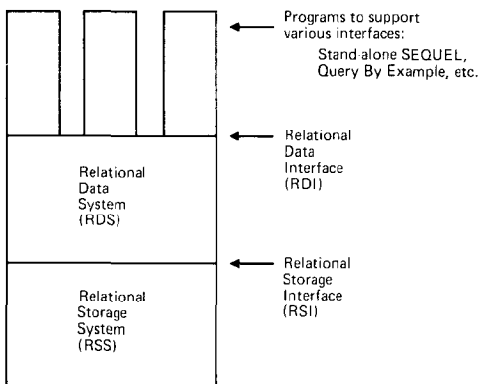 Programs to support
various interfaces:
Stand-alone SEQUEL,
Query By Example, etc.
Relational
Data
Interface
(RDI)
Relational
Data
System
(RDS)
Relational
Storage
Interface
(RSI)
Relational
Storage
System
(RSS)